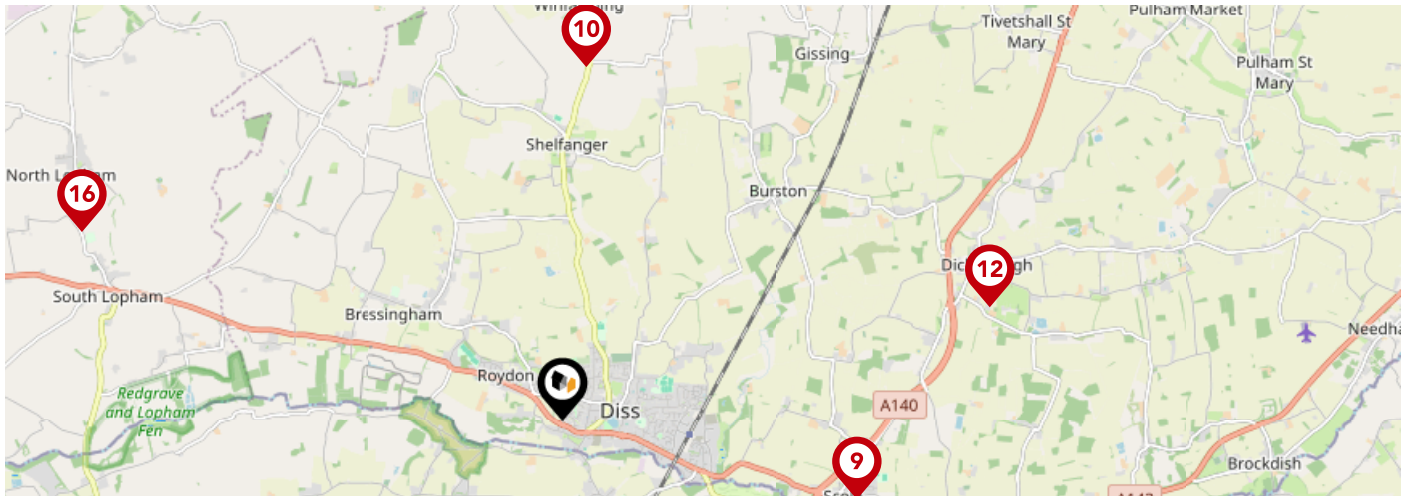 Pulham Market
10
Tivetshall St
Mary
Gissing
Pulham St
Mary
Shelfanger
North
16
Burston
12
South Lopham
Bressingham
Roydon
Diss
Redgrave
and Lopham
Fen
A140
9
Brockdish